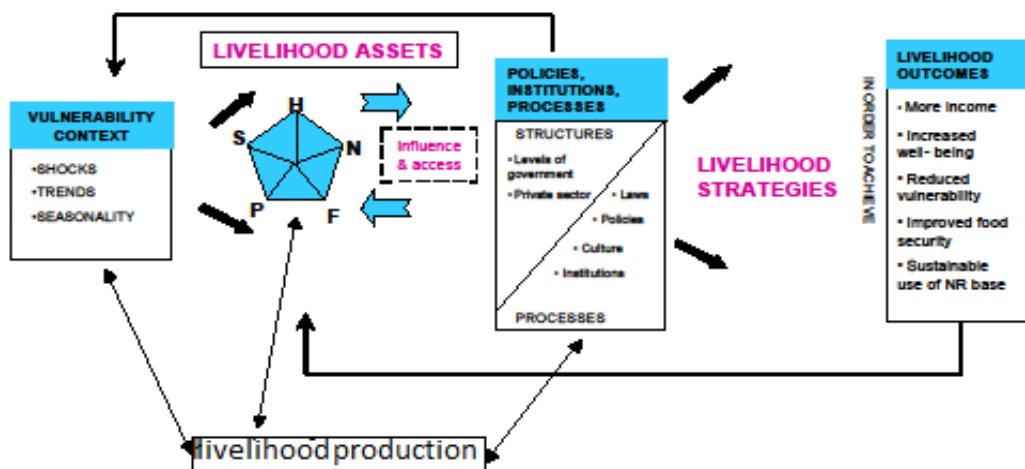 LIVELIHOOD ASSETS
VULNERABILITY
CONTEXT
•SHOCKS
•TRENDS
•SEASONALITY
H
S
N
P
F
Influence
& access
POLICIES,
INSTITUTIONS,
PROCESSES
STRUCTURES
• Levels of
government
• Private sector
• Laws
• Policies
• Culture
• Institutions
PROCESSES
LIVELIHOOD
STRATEGIES
IN ORDER TO ACHIEVE
LIVELIHOOD
OUTCOMES
• More income
• Increased
well- being
• Reduced
vulnerability
• Improved food
security
• Sustainable
use of NR base
livelihood production